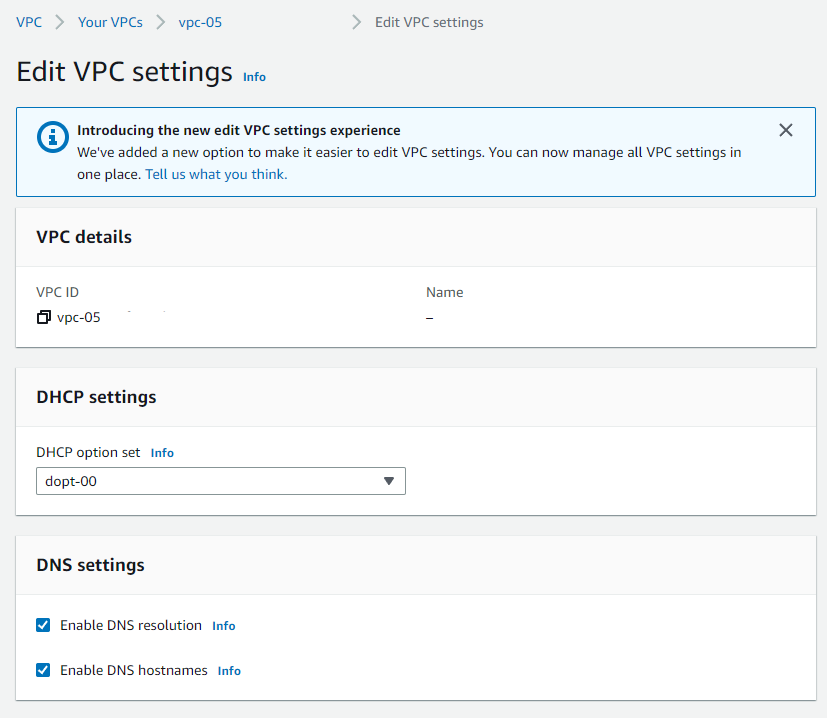 VPC > Your VPCs > vpc-05 > Edit VPC settings
Edit VPC settings Info
Introducing the new edit VPC settings experience
We've added a new option to make it easier to edit VPC settings. You can now manage all VPC settings in
one place. Tell us what you think.
VPC details
VPC ID
vpc-05
Name
–
DHCP settings
DHCP option set Info
dopt-00
DNS settings
Enable DNS resolution Info
Enable DNS hostnames Info